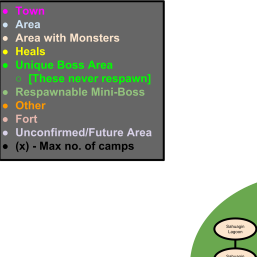 ● Town
● Area
● Area with Monsters
● Heals
● Unique Boss Area
○ [These never respawn]
● Respawnable Mini-Boss
● Other
● Fort
● Unconfirmed/Future Area
● (x) - Max no. of camps
Sahuagin
Lagoon
Sahuagin